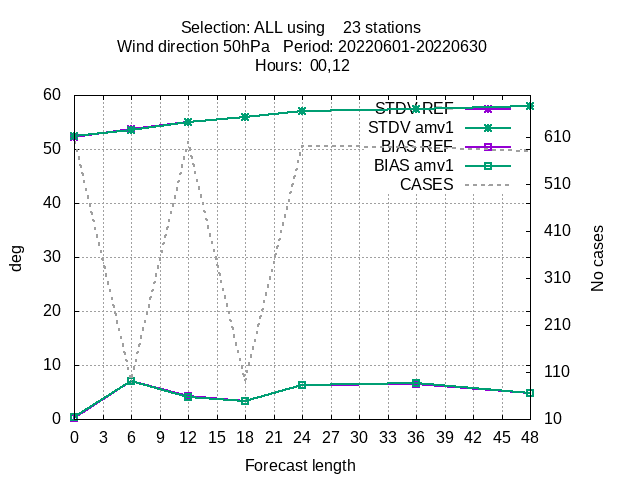 Selection: ALL using    23 stations
Wind direction 50hPa   Period: 20220601-20220630
Hours:  00,12
60
50
40
30
20
10
0
deg
STDV REF
STDV amv1
BIAS REF
BIAS amv1
CASES
610
510
410
310
210
110
10
No cases
0 3 6 9 12 15 18 21 24 27 30 33 36 39 42 45 48
Forecast length